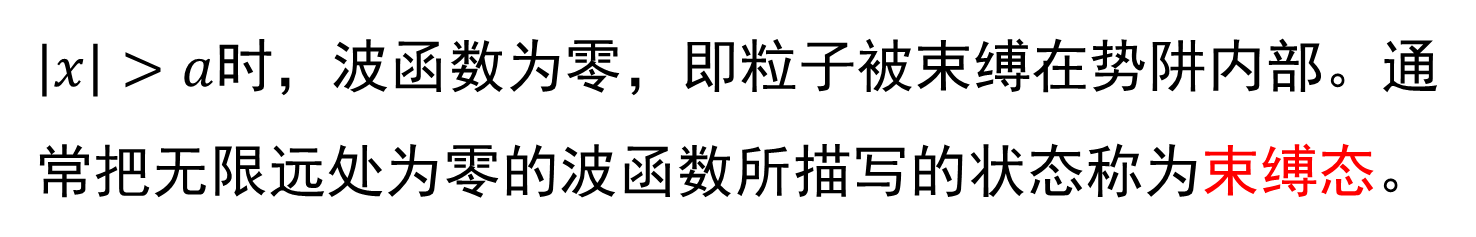 |x| > a时，波函数为零，即粒子被束缚在势阱内部。通
常把无限远处为零的波函数所描写的状态称为束缚态。